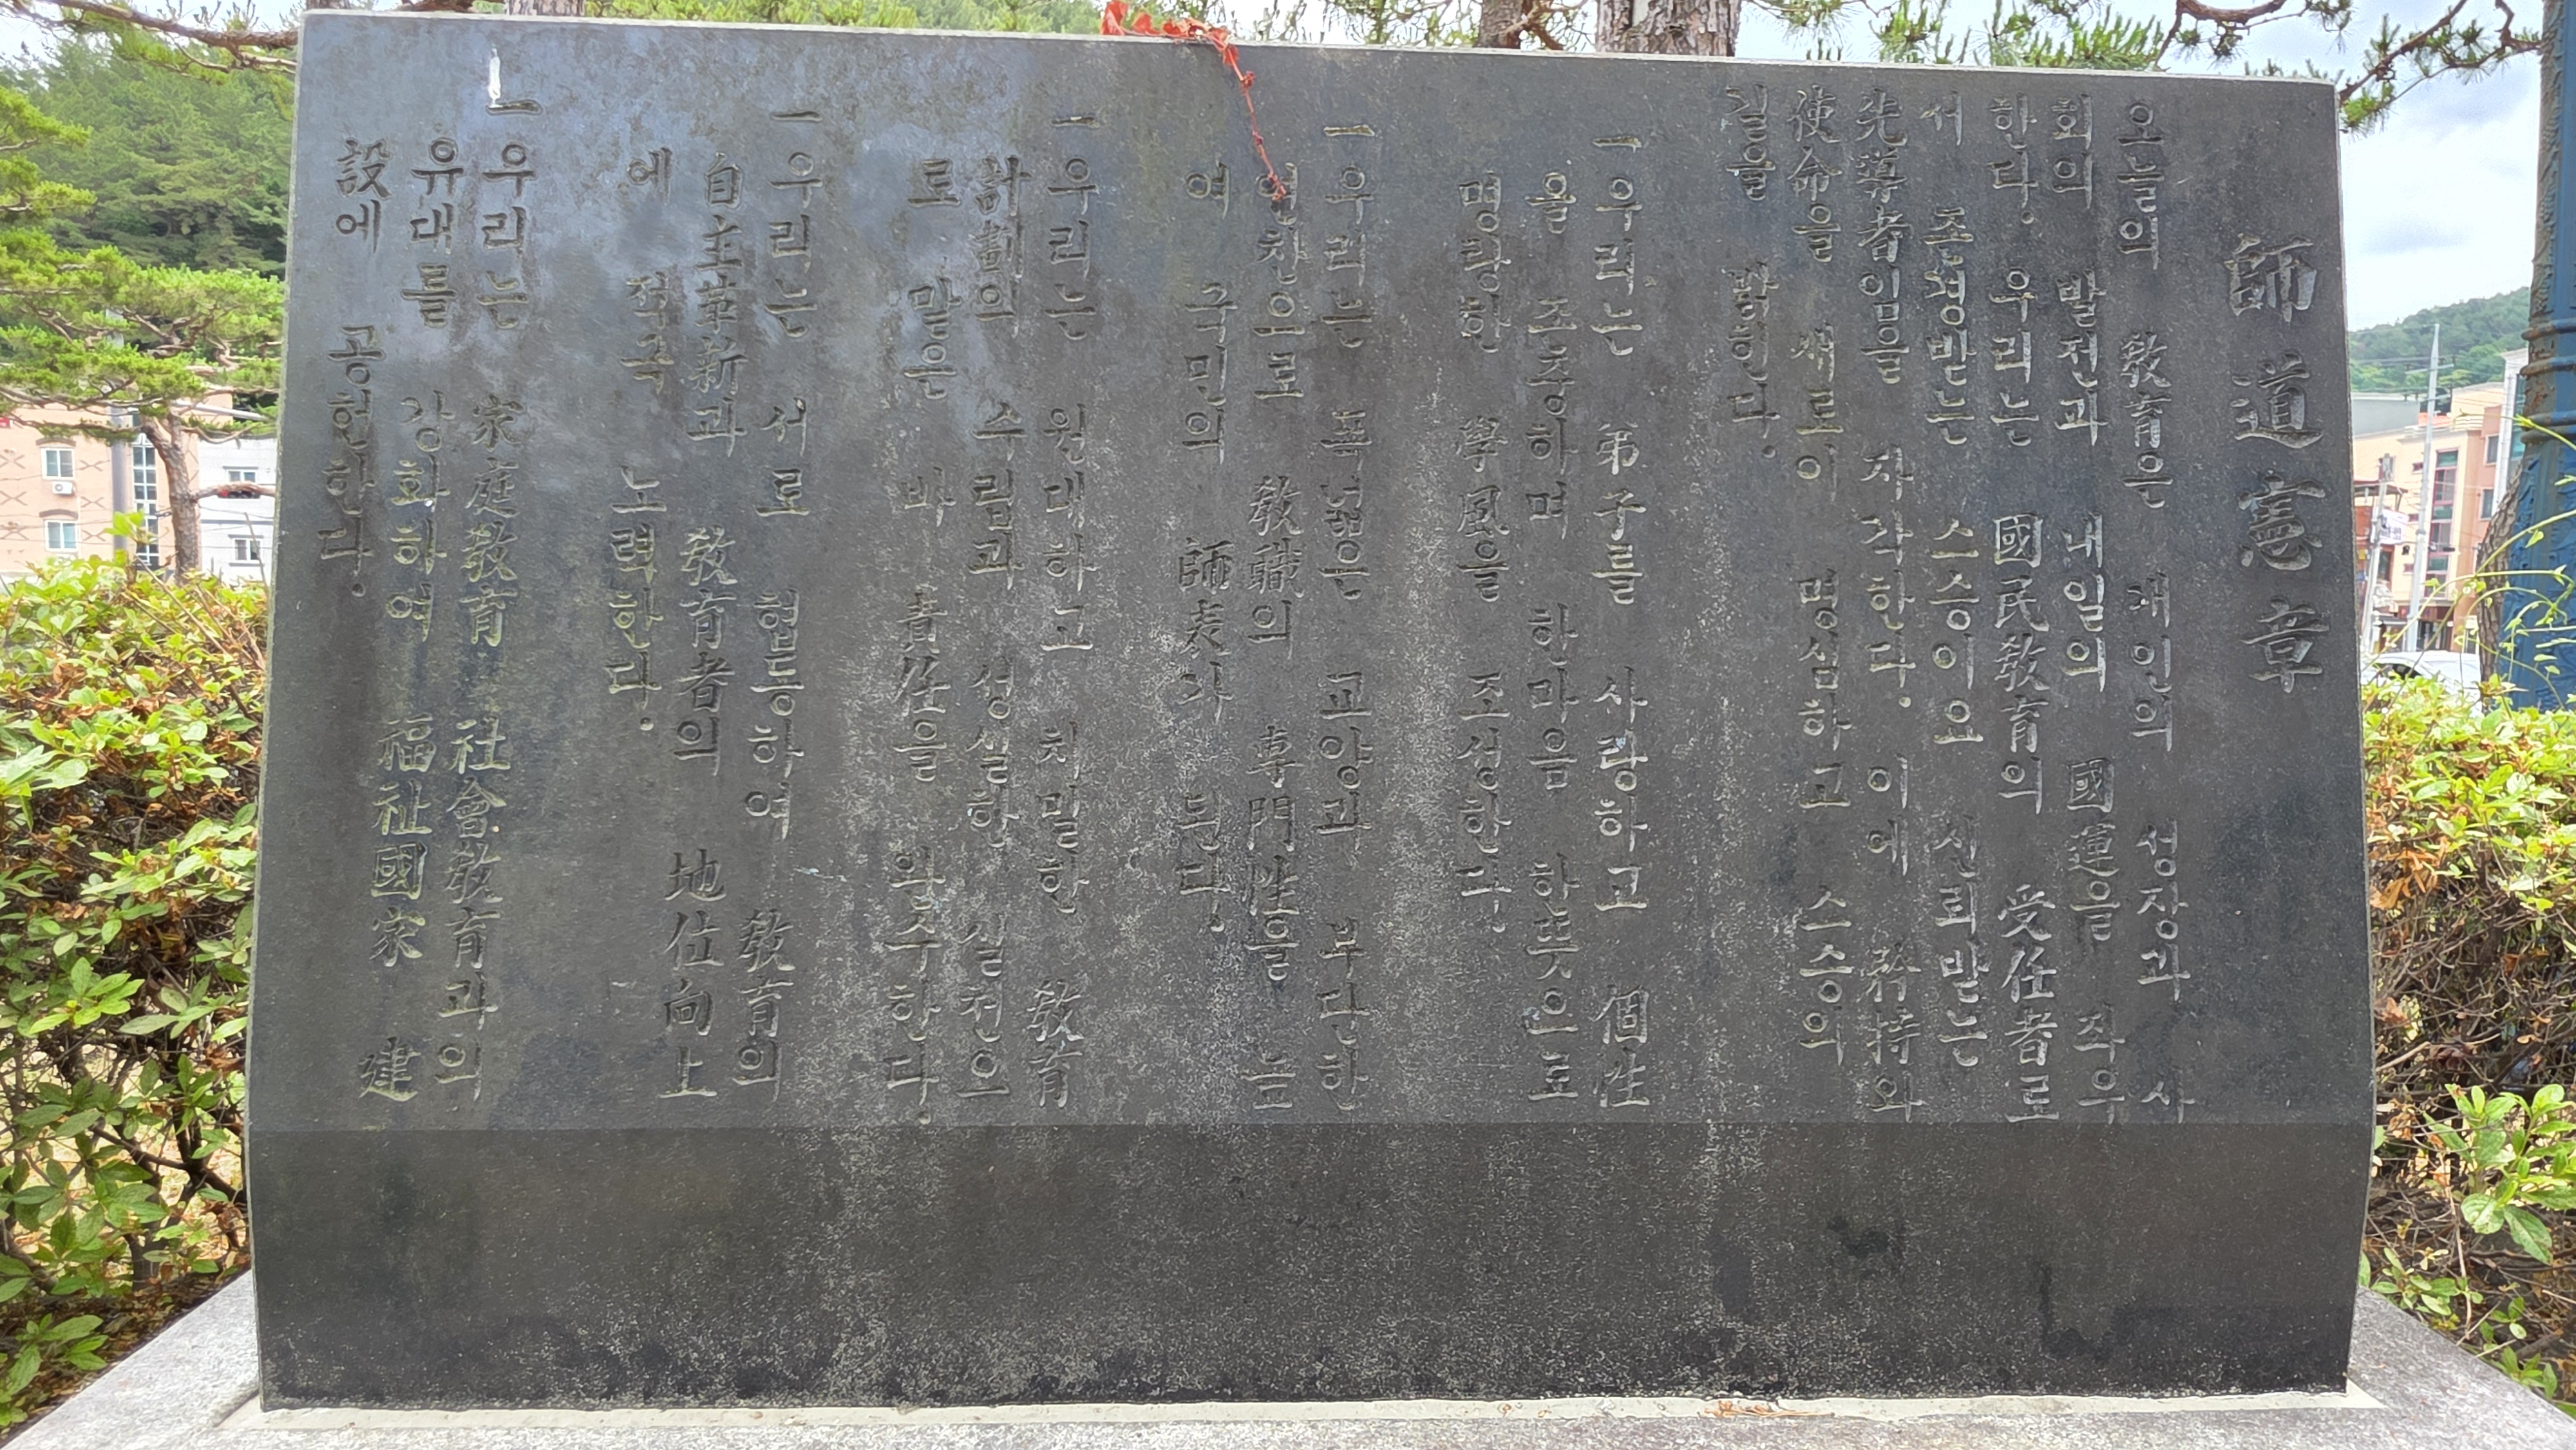 師道憲章
오늘의 敎育은 개인의 성장과 사
회의 발전과 내일의 國運을 좌우
한다. 우리는 國民敎育의 受任者로
서 존경받는 스승이요 신뢰받는
先導者임을 자각한다. 이에 矜持와
使命을 새로이 명심하고 스승의
길을 밝힌다.
一 우리는 弟子를 사랑하고 個性
을 존중하며 한마음 한뜻으로
명랑한 學風을 조성한다.
一 우리는 폭넓은 교양과 부단한
연찬으로 敎職의 專門性을 높
여 국민의 師表가 된다.
一 우리는 원대하고 치밀한 敎育
計劃의 수립과 성실한 실천으
로 맡은 바 責任을 완수한다.
一 우리는 서로 협동하여 敎育의
自主革新과 敎育者의 地位向上
에 적극 노력한다.
一 우리는 家庭敎育 社會敎育과의
유대를 강화하여 福祉國家 建
設에 공헌한다.